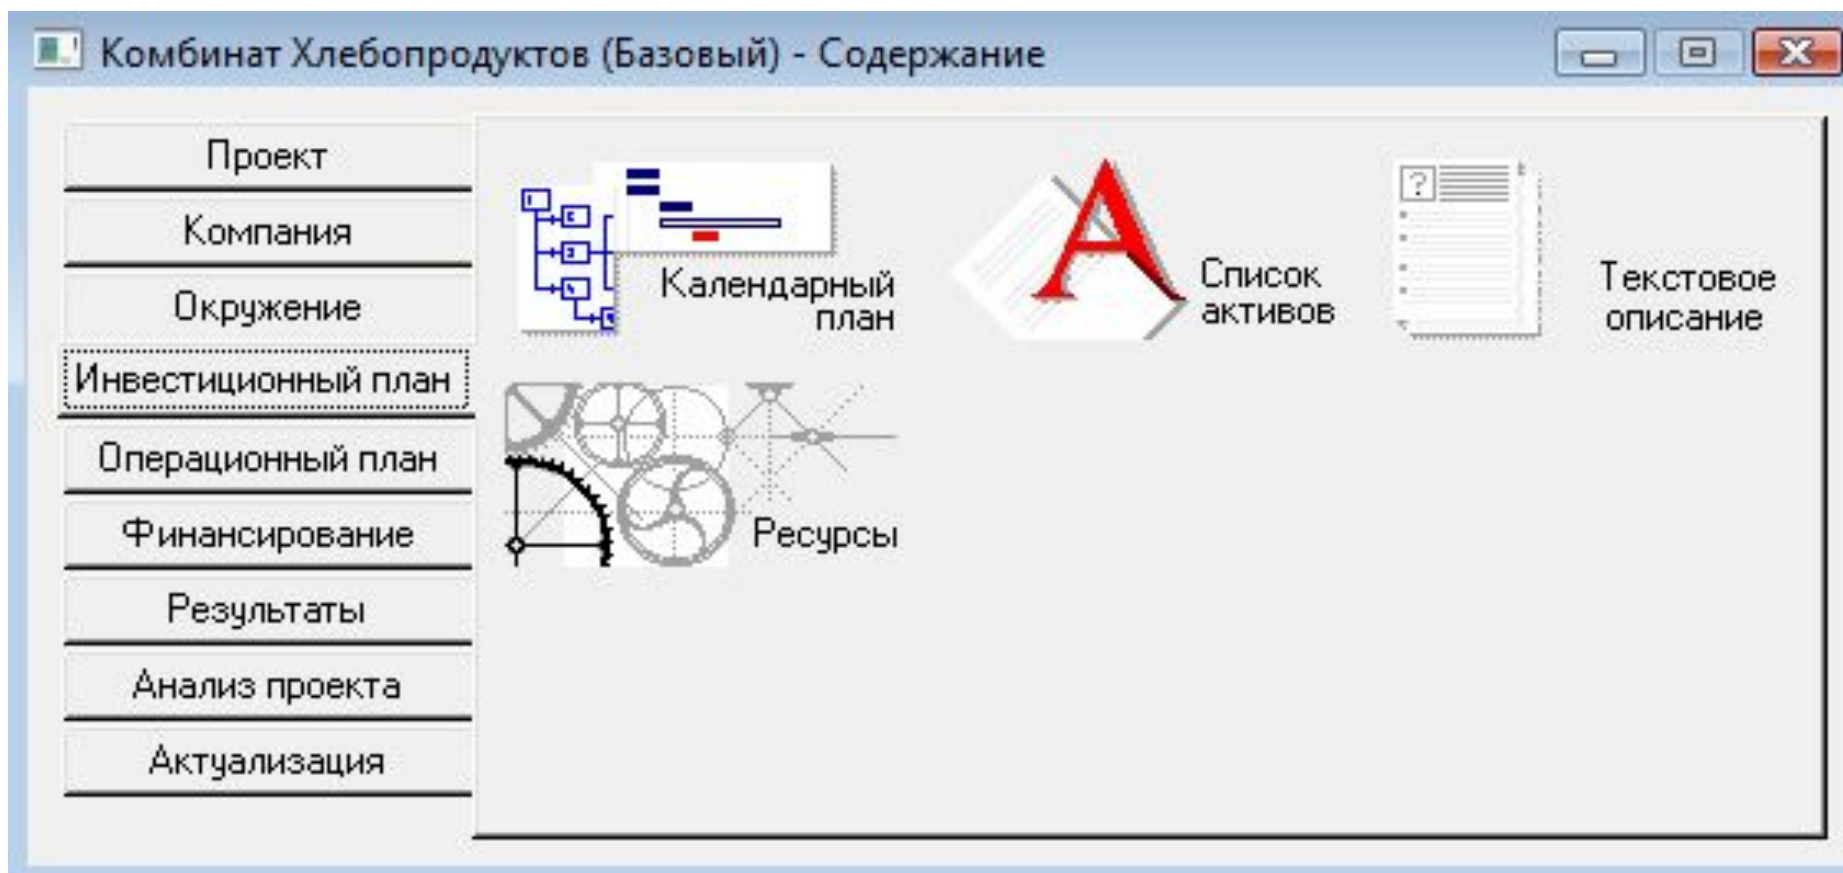 Комбинат Хлебопродуктов (Базовый) - Содержание
Проект
Компания
Окружение
Инвестиционный план
Операционный план
Финансирование
Результаты
Анализ проекта
Актуализация
Календарный
план
Список
активов
?
Текстовое
описание
Ресурсы